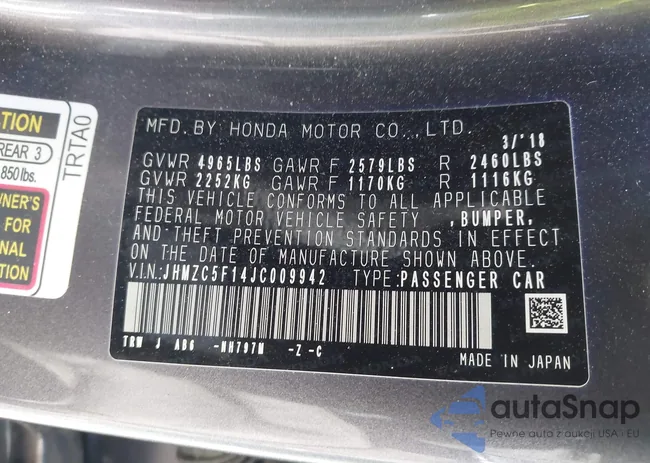 TION
REAR 3
850 lbs.
WNER'S
FOR
NAL
TION
TRTA0
MFD. BY HONDA MOTOR CO., LTD.
3/'18
GVWR 4965LBS GAWR F 2579LBS R 2460LBS
GVWR 2252KG GAWR F 1170KG R 1116KG
THIS VEHICLE CONFORMS TO ALL APPLICABLE
FEDERAL MOTOR VEHICLE SAFETY ,BUMPER,
AND THEFT PREVENTION STANDARDS IN EFFECT
ON THE DATE OF MANUFACTURE SHOWN ABOVE.
V.I.N: JHMZC5F14JC009942 TYPE:PASSENGER CAR
TRW J AB6 -NH797M -Z -C
MADE IN JAPAN
autaSnap
Pewne auta z aukcji USA i EU